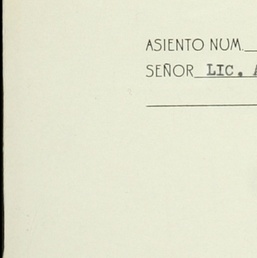 ASIENTO NUM.
SEÑOR LIC.